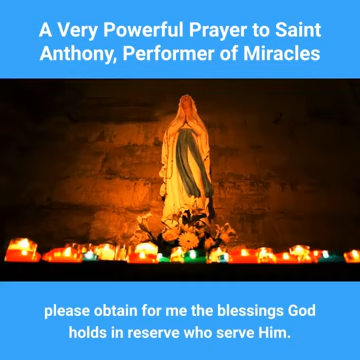 A Very Powerful Prayer to Saint
Anthony, Performer of Miracles
please obtain for me the blessings God
holds in reserve who serve Him.